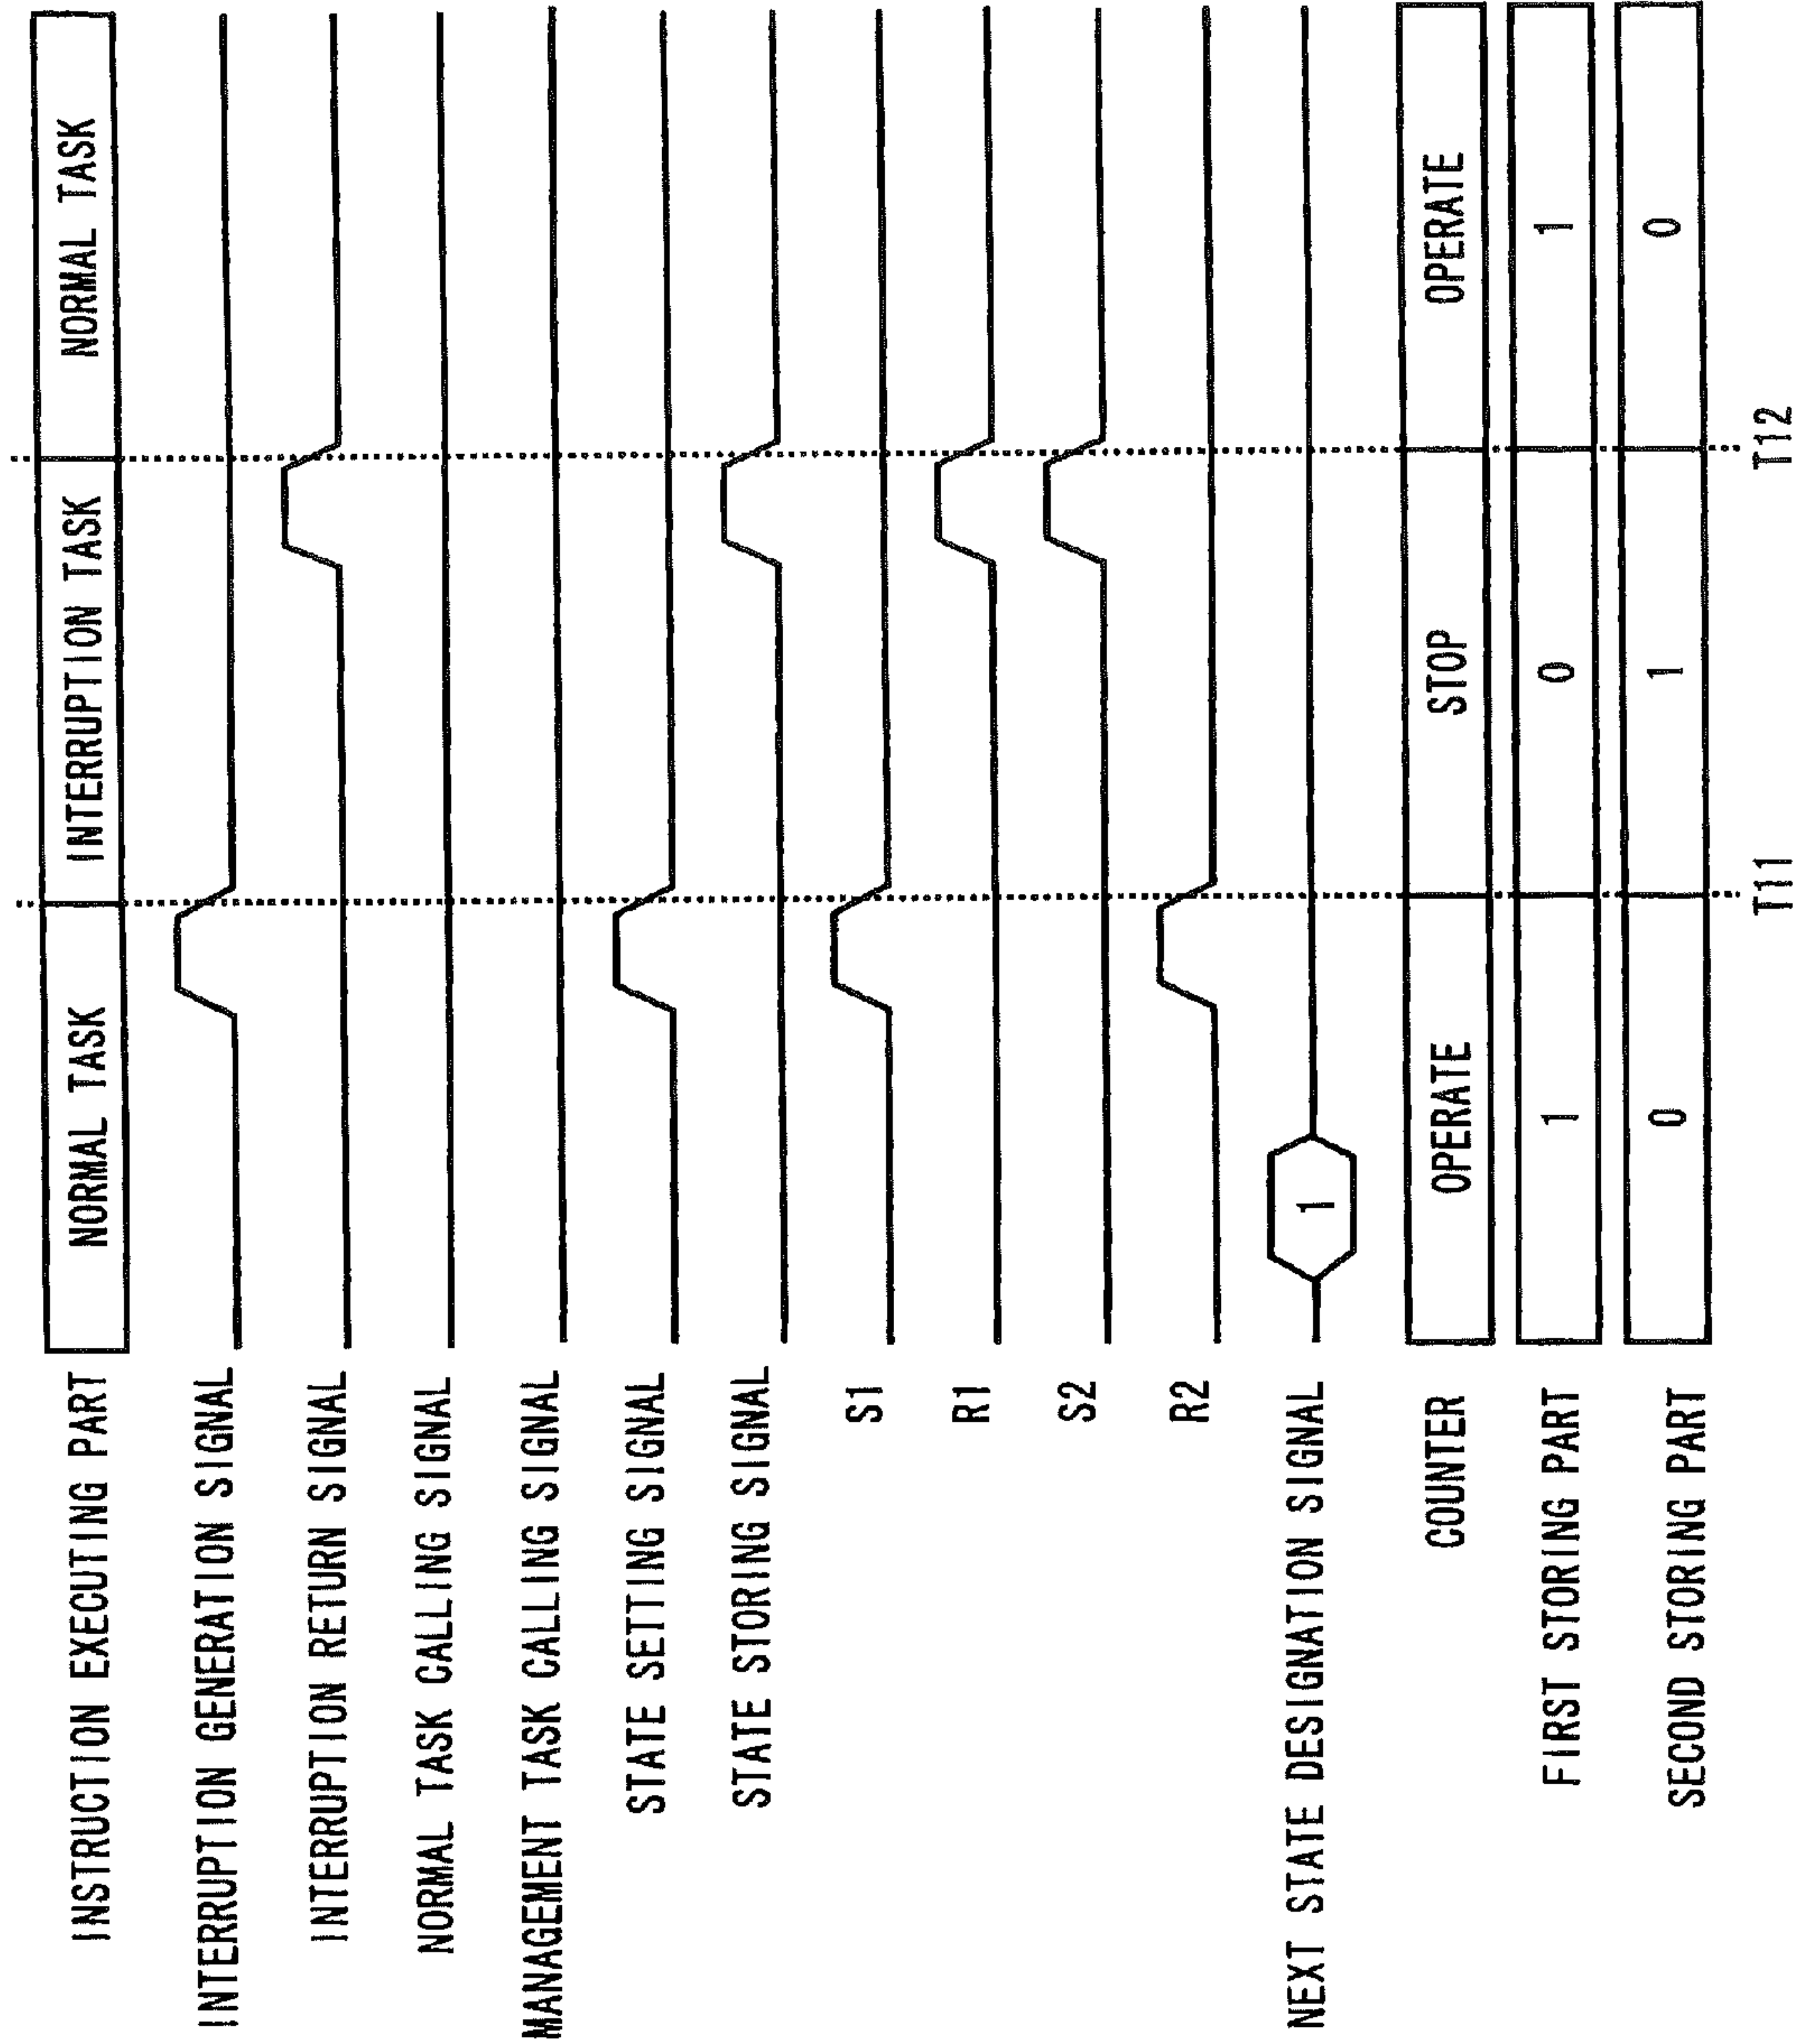 INSTRUCTION EXECUTING PART NORMAL TASK INTERRUPTION TASK NORMAL TASK
INTERRUPTION GENERATION SIGNAL
INTERRUPTION RETURN SIGNAL
NORMAL TASK CALLING SIGNAL
MANAGEMENT TASK CALLING SIGNAL
STATE SETTING SIGNAL
STATE STORING SIGNAL
S1
R1
S2
R2
NEXT STATE DESIGNATION SIGNAL 1
COUNTER OPERATE STOP OPERATE
FIRST STORING PART 1 0 1
SECOND STORING PART 0 1 0
T11 T12